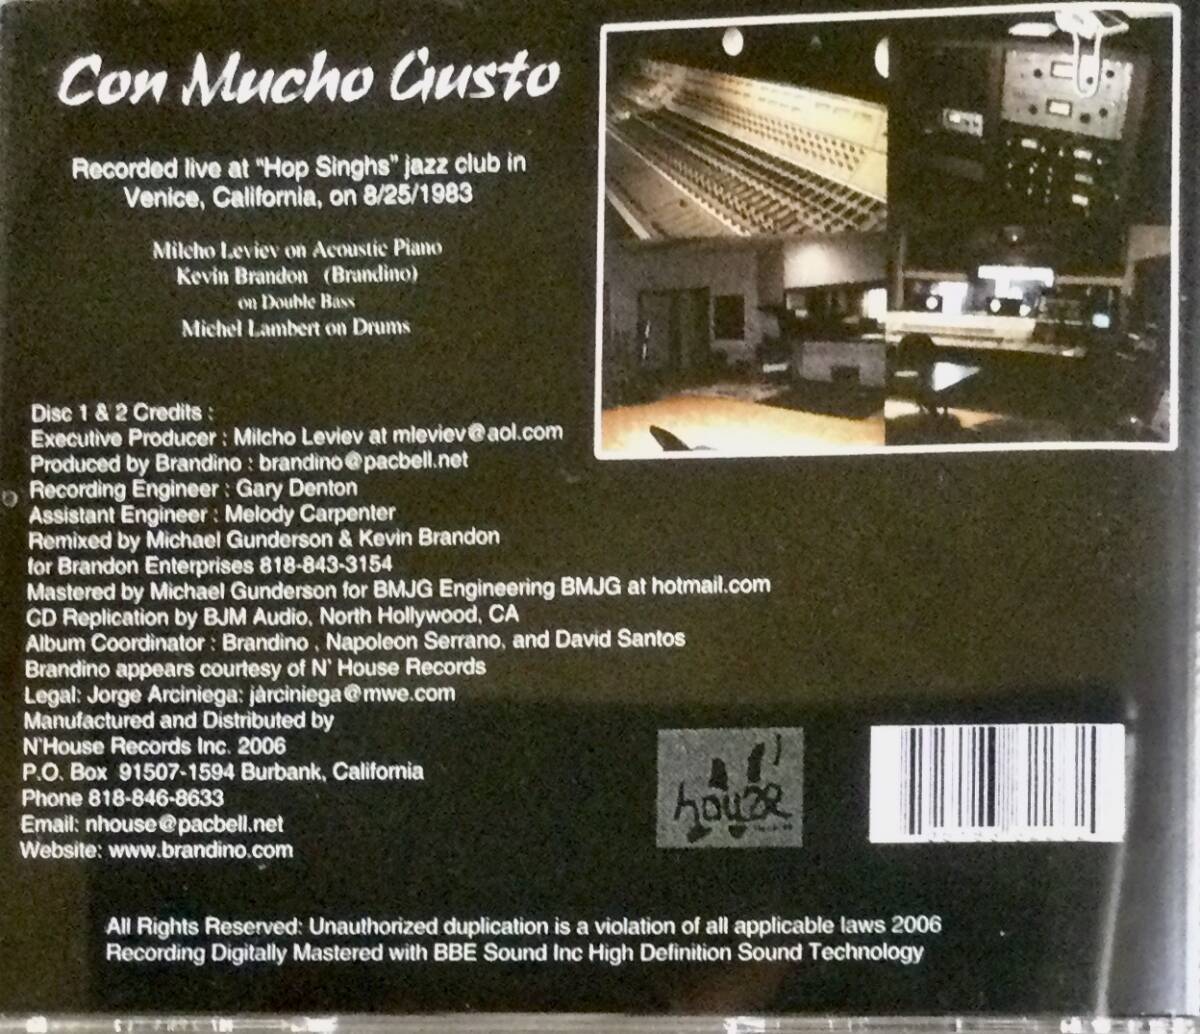 Con Mucho Gusto
Recorded live at "Hop Singhs" jazz club in
Venice, California, on 8/25/1983
Milcho Leviev on Acoustic Piano
Kevin Brandon (Brandino)
on Double Bass
Michel Lambert on Drums
Disc 1 & 2 Credits :
Executive Producer : Milcho Leviev at mleviev@aol.com
Produced by Brandino : brandino@pacbell.net
Recording Engineer : Gary Denton
Assistant Engineer : Melody Carpenter
Remixed by Michael Gunderson & Kevin Brandon
for Brandon Enterprises 818-843-3154
Mastered by Michael Gunderson for BMJG Engineering BMJG at hotmail.com
CD Replication by BJM Audio, North Hollywood, CA
Album Coordinator : Brandino , Napoleon Serrano, and David Santos
Brandino appears courtesy of N' House Records
Legal: Jorge Arciniega: jarciniega@mwe.com
Manufactured and Distributed by
N'House Records Inc. 2006
P.O. Box 91507-1594 Burbank, California
Phone 818-846-8633
Email: nhouse@pacbell.net
Website: www.brandino.com
N'
house
All Rights Reserved: Unauthorized duplication is a violation of all applicable laws 2006
Recording Digitally Mastered with BBE Sound Inc High Definition Sound Technology